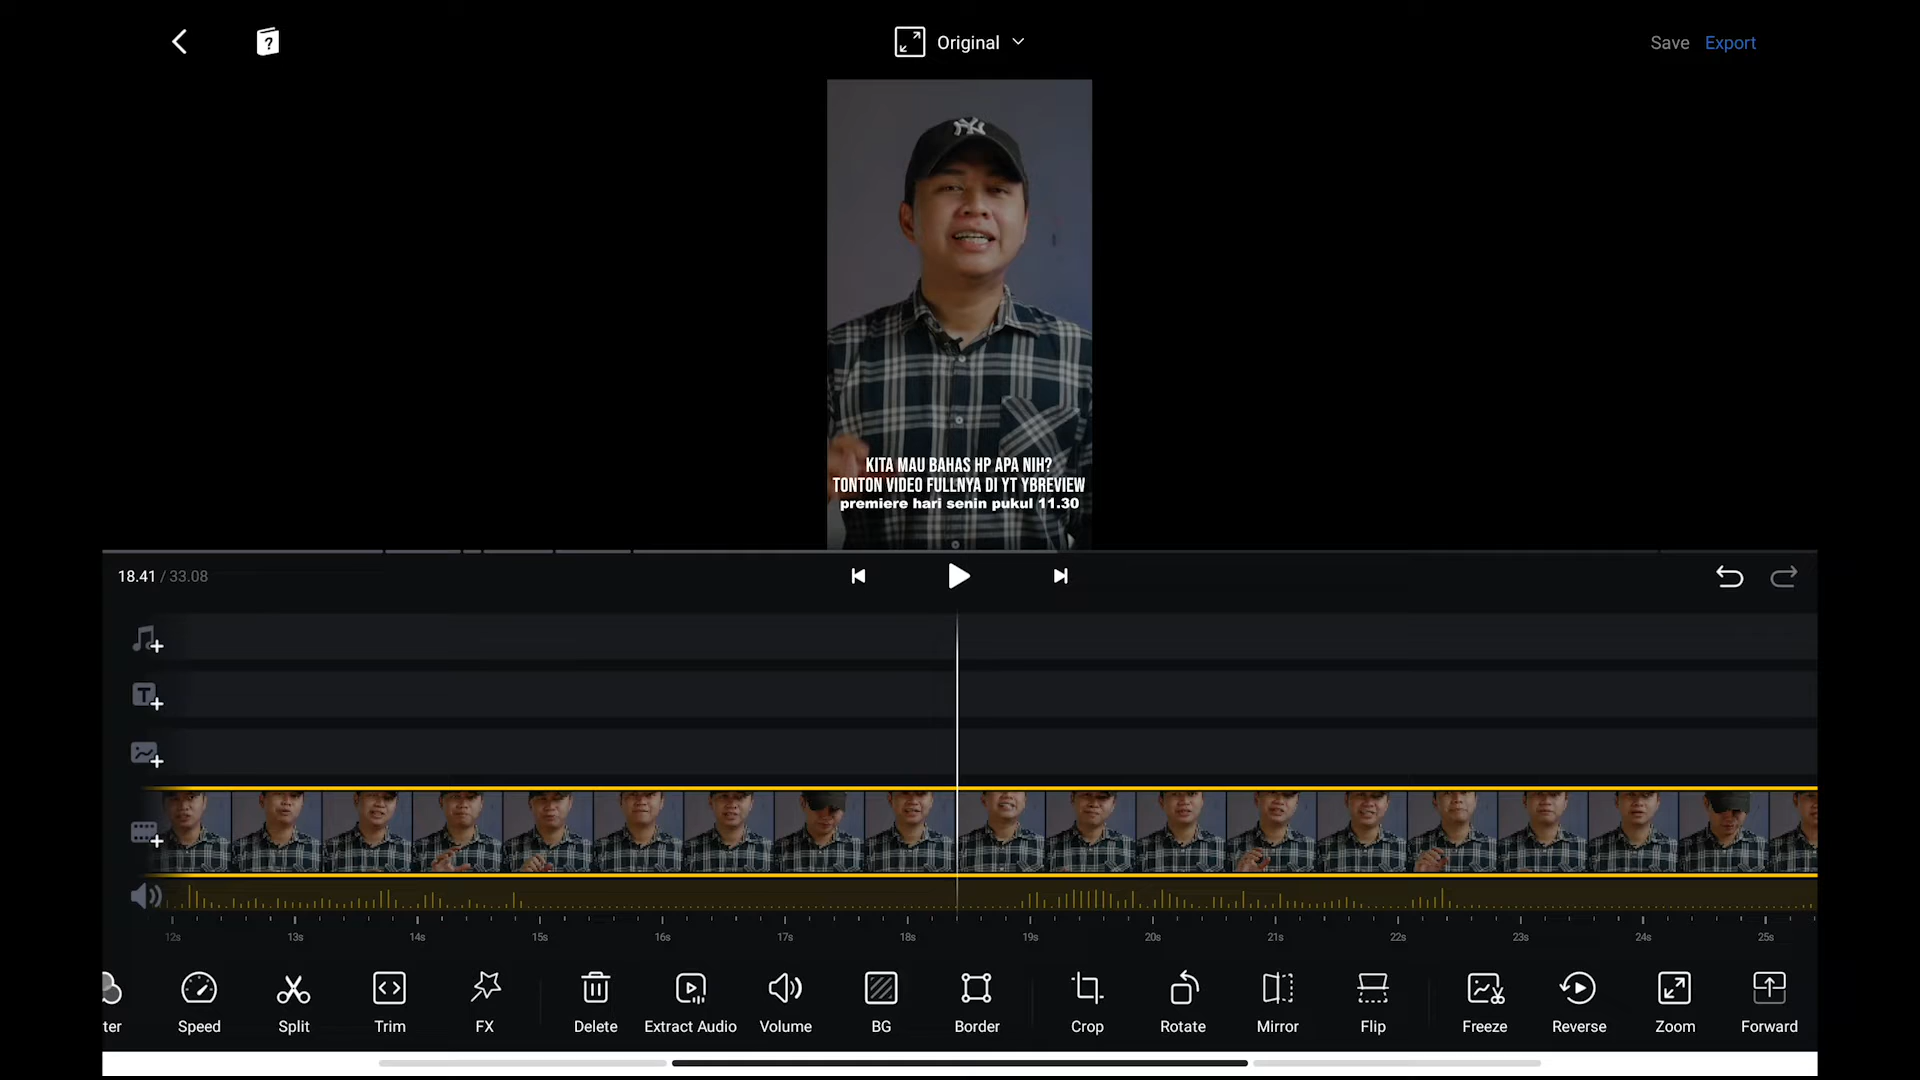 Original
Save Export
NY
KITA MAU BAHAS HP APA NIH?
TONTON VIDEO FULLNYA DI YT YBREVIEW
premiere hari senin pukul 11.30
18.41 / 33.08
12s 13s 14s 15s 16s 17s 18s 19s 20s 21s 22s 23s 24s 25s
ter Speed Split Trim FX Delete Extract Audio Volume BG Border Crop Rotate Mirror Flip Freeze Reverse Zoom Forward